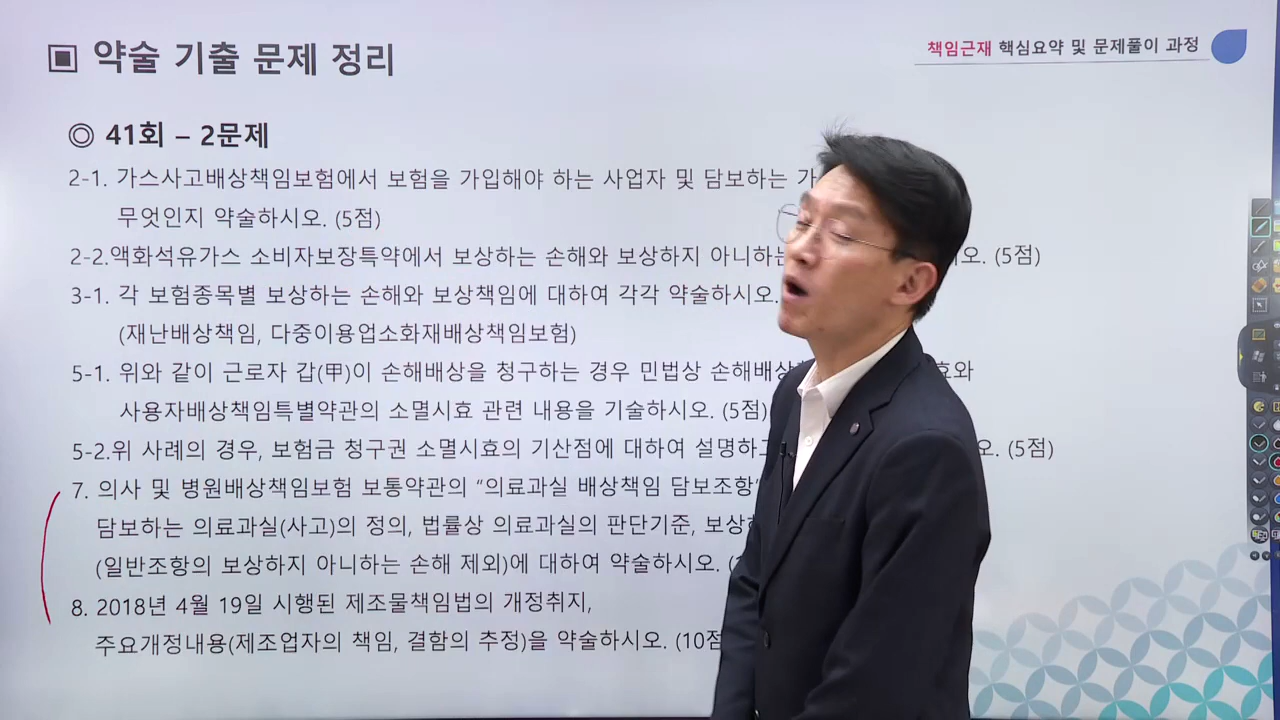 ▣ 약술 기출 문제 정리
책임근재 핵심요약 및 문제풀이 과정
◎ 41회 – 2문제
2-1. 가스사고배상책임보험에서 보험을 가입해야 하는 사업자 및 담보하는
무엇인지 약술하시오. (5점)
2-2.액화석유가스 소비자보장특약에서 보상하는 손해와 보상하지 아니하는 오. (5점)
3-1. 각 보험종목별 보상하는 손해와 보상책임에 대하여 각각 약술하시오.
(재난배상책임, 다중이용업소화재배상책임보험)
5-1. 위와 같이 근로자 갑(甲)이 손해배상을 청구하는 경우 민법상 손해배상 효와
사용자배상책임특별약관의 소멸시효 관련 내용을 기술하시오. (5점)
5-2.위 사례의 경우, 보험금 청구권 소멸시효의 기산점에 대하여 설명하 오. (5점)
7. 의사 및 병원배상책임보험 보통약관의 “의료과실 배상책임 담보조항”
담보하는 의료과실(사고)의 정의, 법률상 의료과실의 판단기준, 보상
(일반조항의 보상하지 아니하는 손해 제외)에 대하여 약술하시오.
8. 2018년 4월 19일 시행된 제조물책임법의 개정취지,
주요개정내용(제조업자의 책임, 결함의 추정)을 약술하시오. (10점